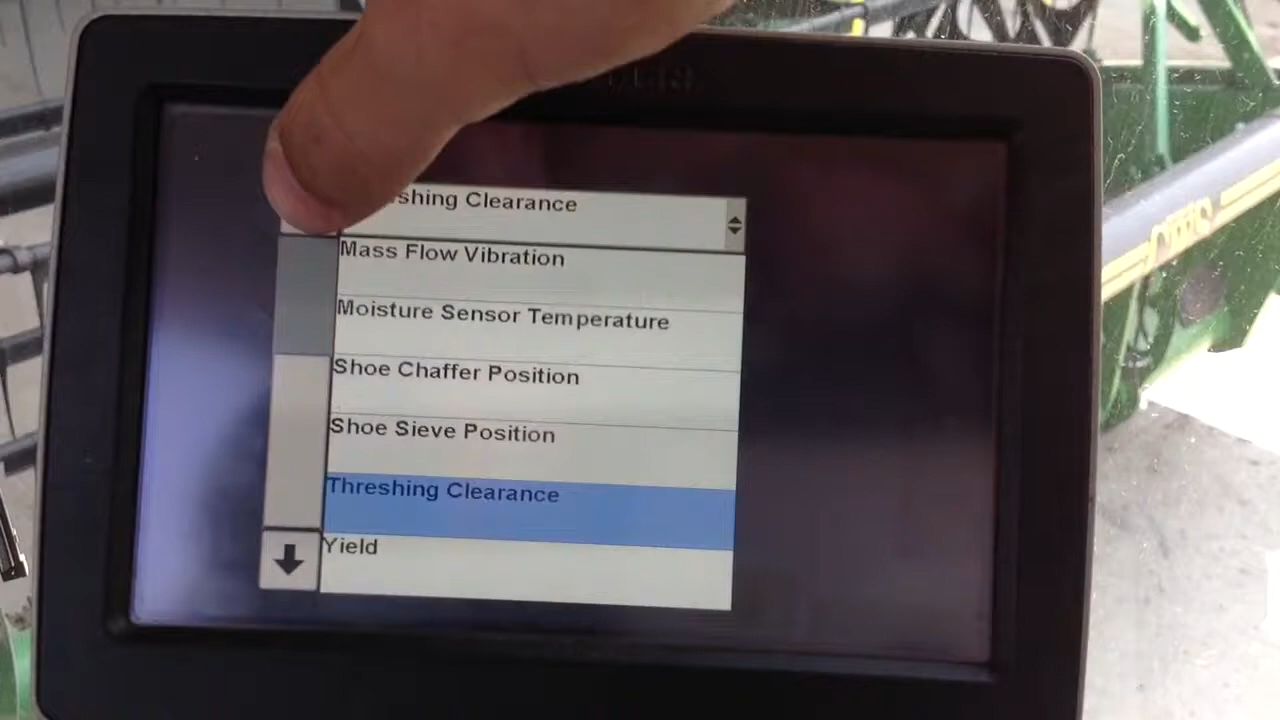 shing Clearance
Mass Flow Vibration
Moisture Sensor Temperature
Shoe Chaffer Position
Shoe Sieve Position
Threshing Clearance
Yield